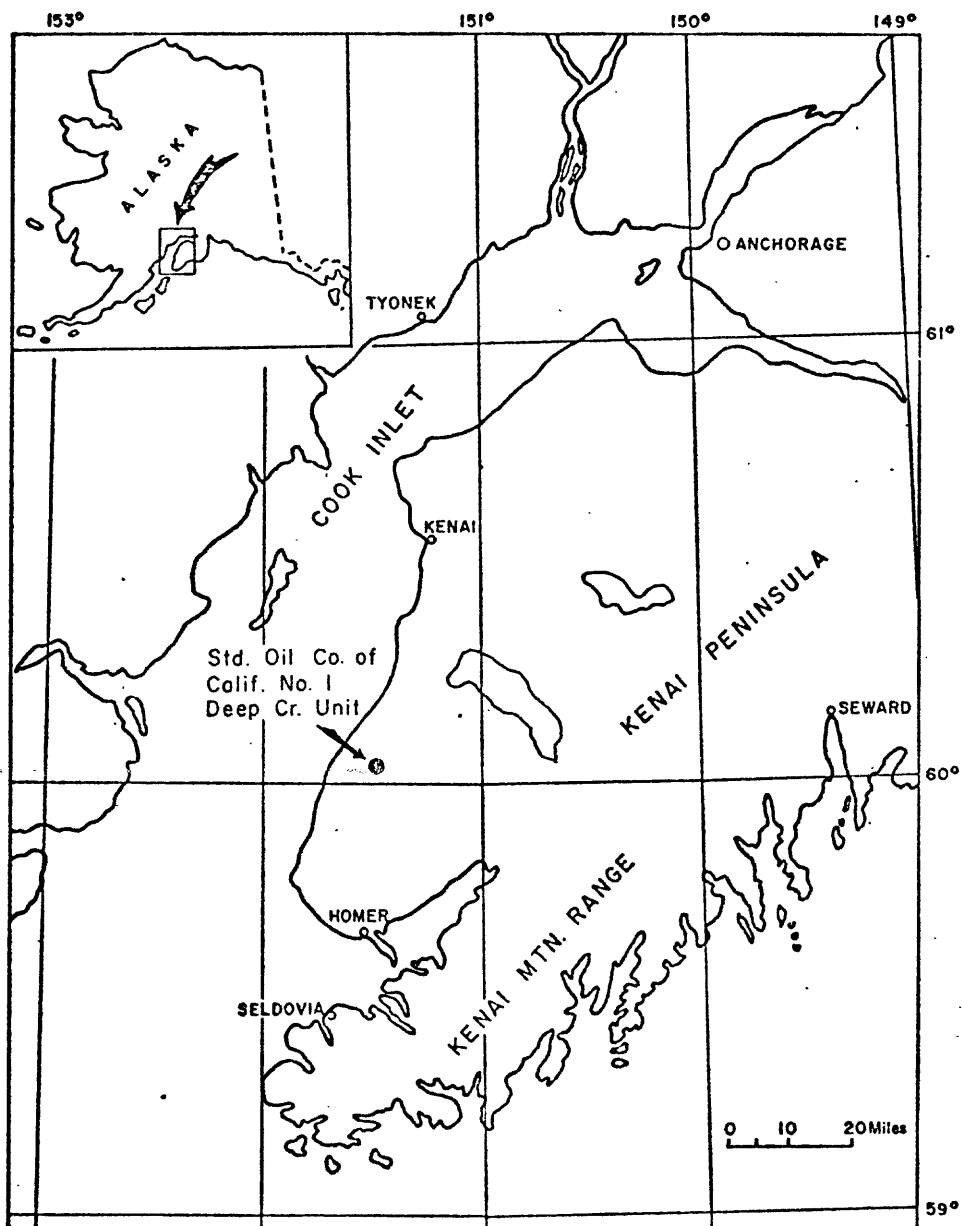 153° 151° 150° 149°
ALASKA
ANCHORAGE
TYONEK
61°
COOK INLET
KENAI
KENAI PENINSULA
Std. Oil Co. of
Calif. No. 1
Deep Cr. Unit
SEWARD
60°
HOMER
KENAI MTN. RANGE
SELDOVIA
0 10 20 Miles
59°